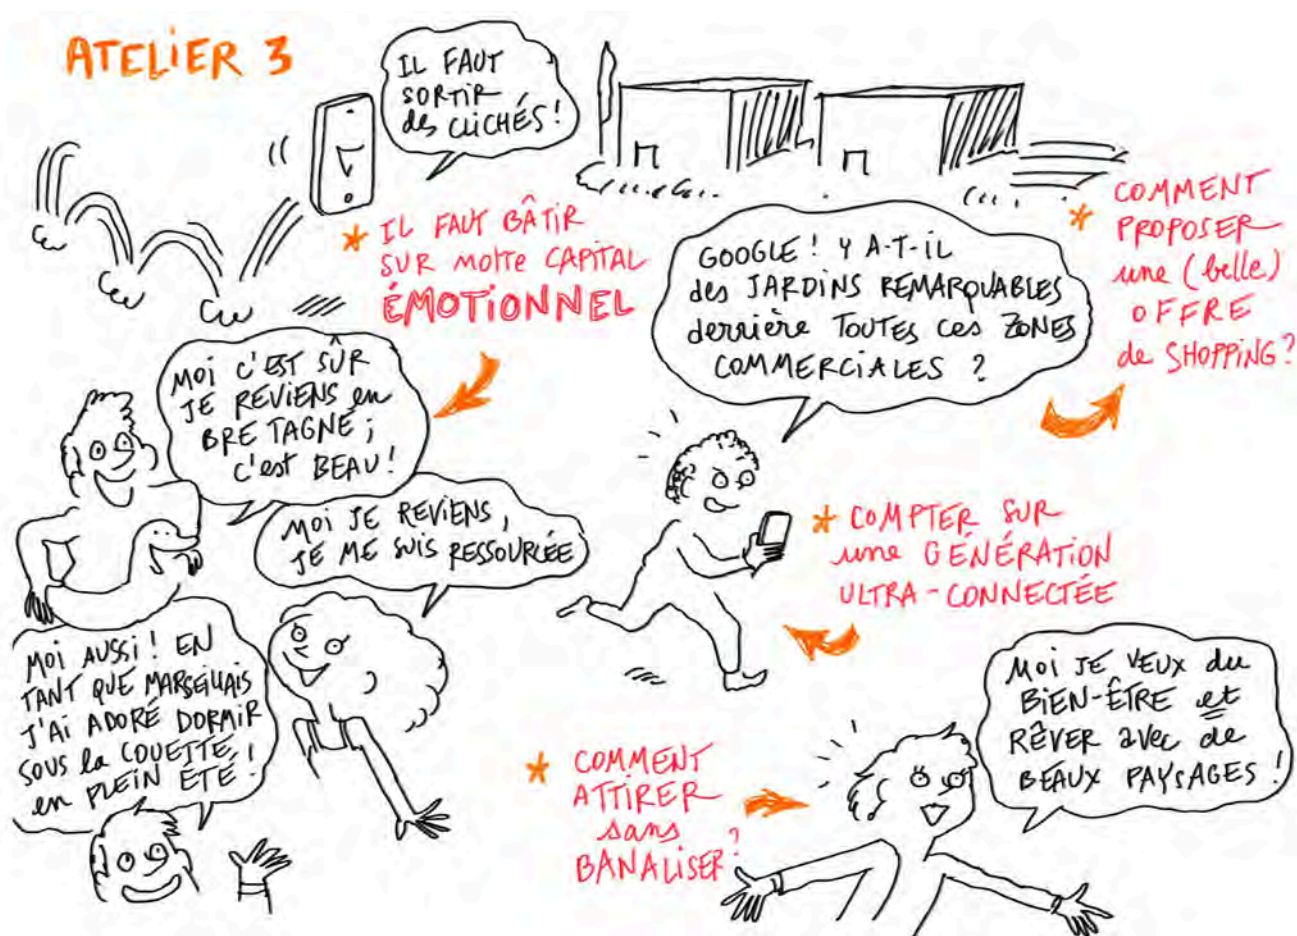 ATELIER 3
IL FAUT
SORTIR
des CLICHÉS !
* IL FAUT BÂTIR
SUR MOTTE CAPITAL
ÉMOTIONNEL
* COMMENT
PROPOSER
une (belle)
OFFRE
de SHOPPING ?
GOOGLE ! Y A-T-IL
des JARDINS REMARQUABLES
derrière TOUTES ces ZONES
COMMERCIALES ?
MOI C'EST SÛR
JE REVIENS en
BRETAGNE ;
c'est BEAU !
MOI JE REVIENS,
JE ME SUIS RESSOURCÉE
* COMPTER SUR
une GÉNÉRATION
ULTRA-CONNECTÉE
MOI AUSSI ! EN
TANT QUE MARSEILLAIS
J'AI ADORÉ DORMIR
SOUS la COUETTE,
en PLEIN ÉTÉ !
* COMMENT
ATTIRER
sans
BANALISER ?
MOI JE VEUX du
BIEN-ÊTRE et
RÊVER avec de
BEAUX PAYSAGES !